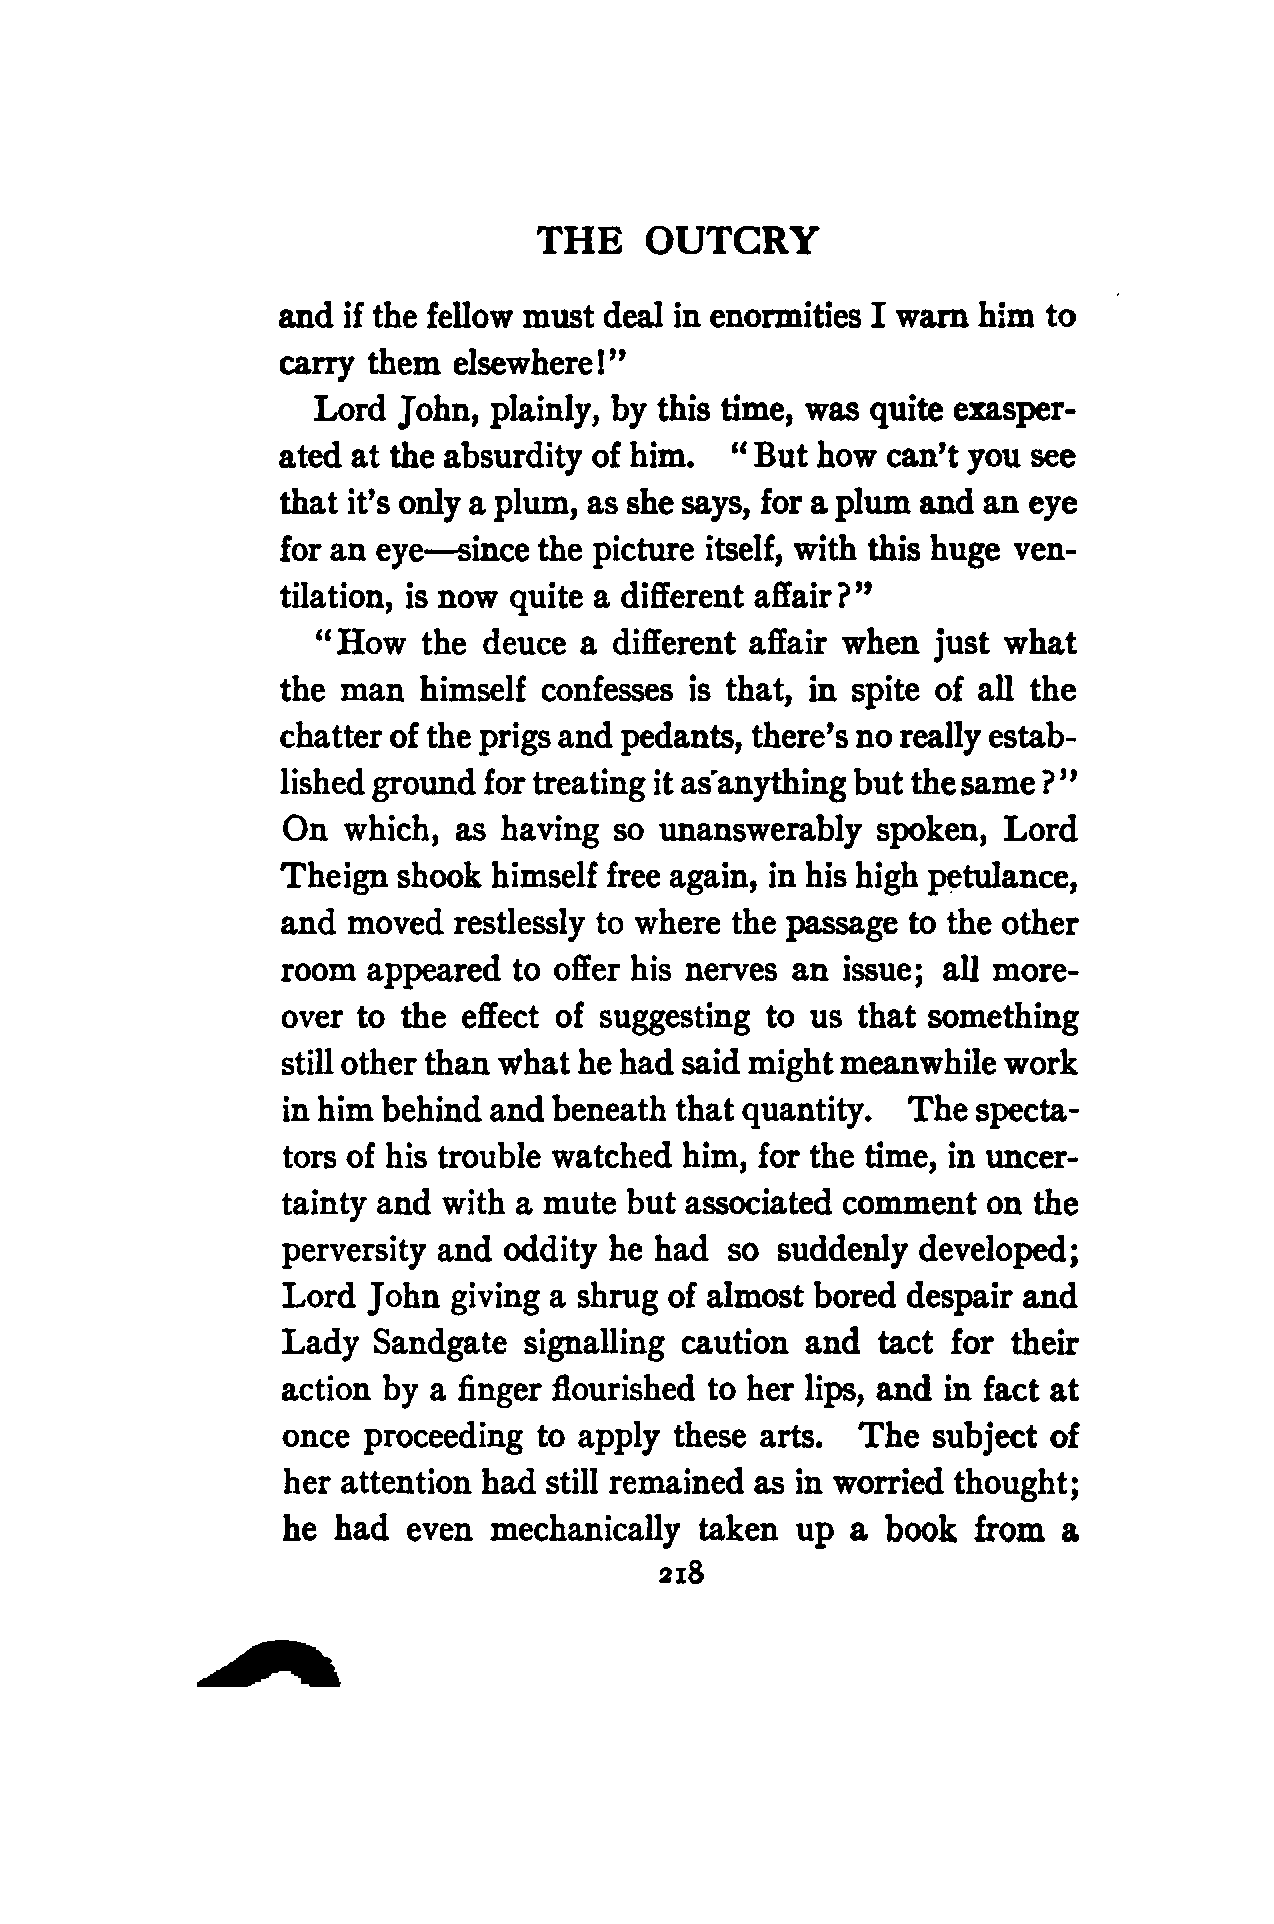 THE OUTCRY
and if the fellow must deal in enormities I warn him to
carry them elsewhere!"
Lord John, plainly, by this time, was quite exasper-
ated at the absurdity of him. "But how can't you see
that it's only a plum, as she says, for a plum and an eye
for an eye—since the picture itself, with this huge ven-
tilation, is now quite a different affair?"
"How the deuce a different affair when just what
the man himself confesses is that, in spite of all the
chatter of the prigs and pedants, there's no really estab-
lished ground for treating it as anything but the same?"
On which, as having so unanswerably spoken, Lord
Theign shook himself free again, in his high petulance,
and moved restlessly to where the passage to the other
room appeared to offer his nerves an issue; all more-
over to the effect of suggesting to us that something
still other than what he had said might meanwhile work
in him behind and beneath that quantity. The specta-
tors of his trouble watched him, for the time, in uncer-
tainty and with a mute but associated comment on the
perversity and oddity he had so suddenly developed;
Lord John giving a shrug of almost bored despair and
Lady Sandgate signalling caution and tact for their
action by a finger flourished to her lips, and in fact at
once proceeding to apply these arts. The subject of
her attention had still remained as in worried thought;
he had even mechanically taken up a book from a
218